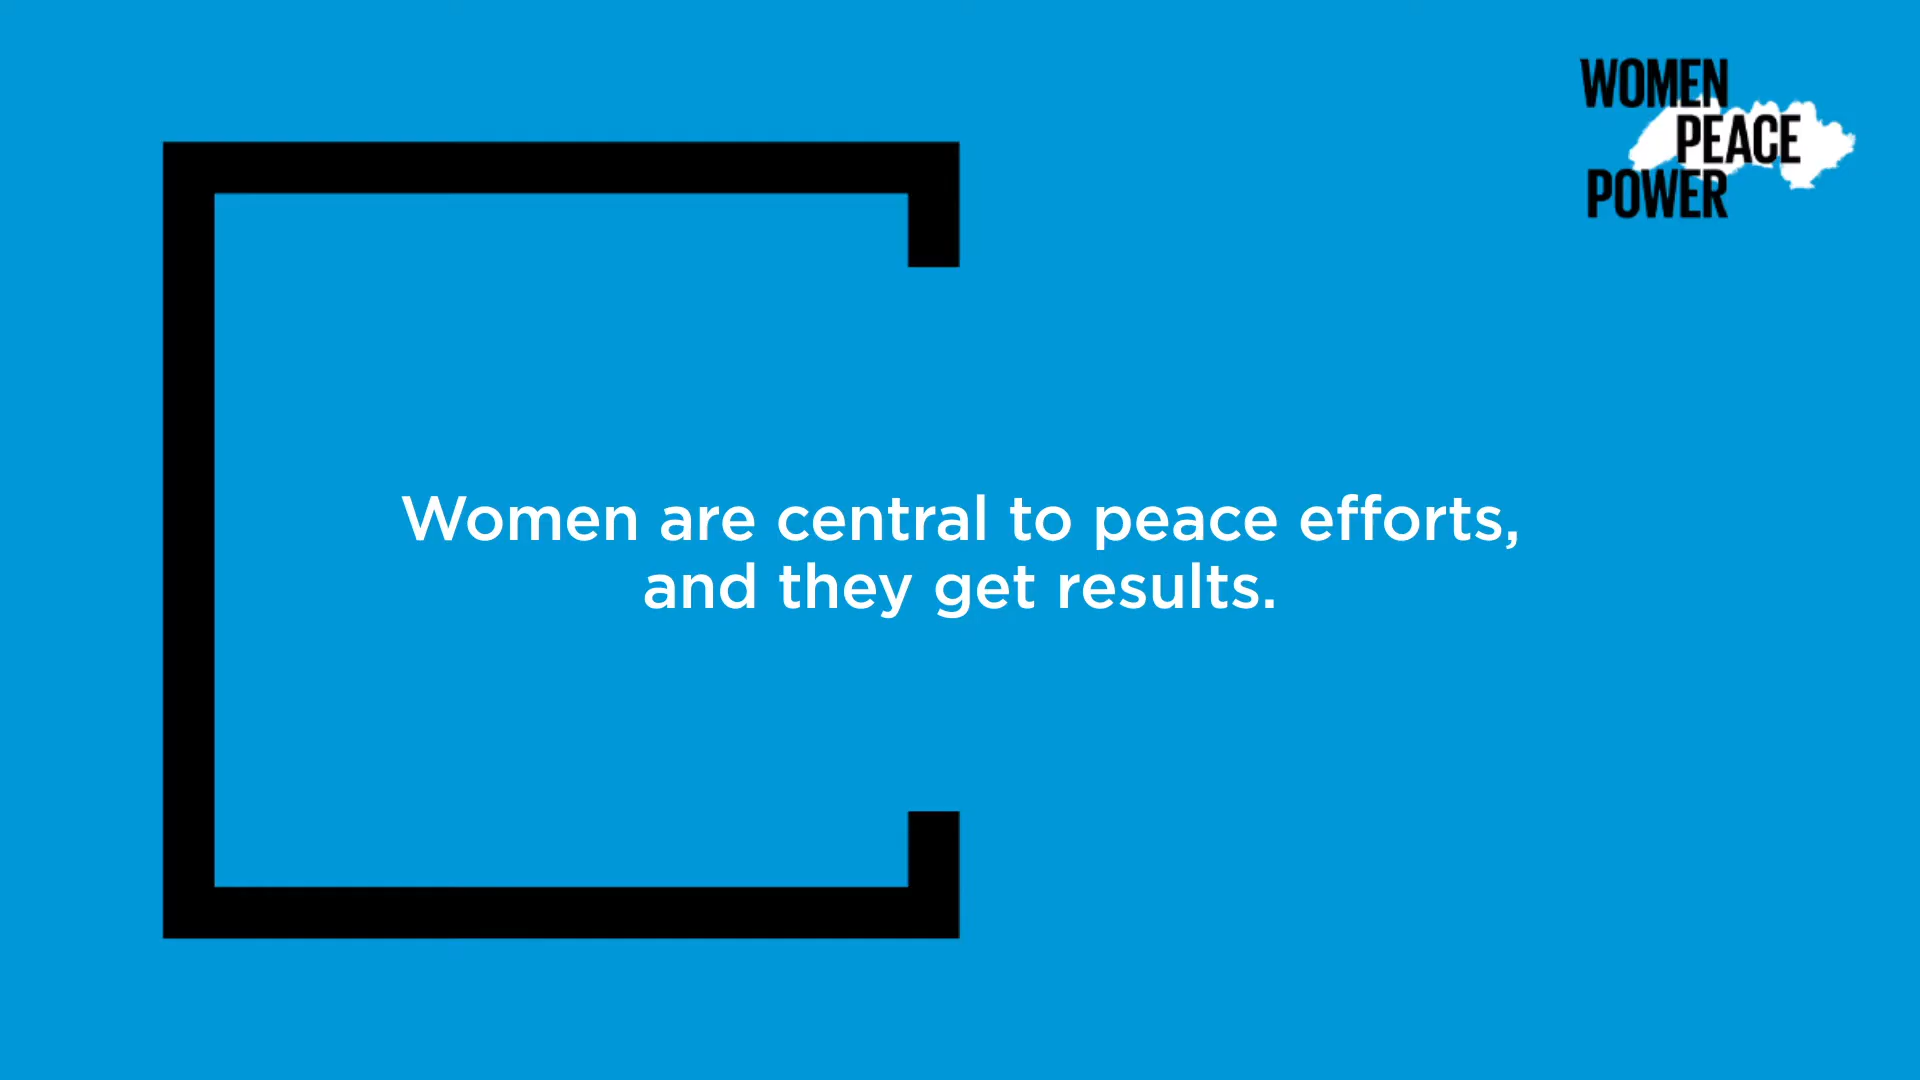 WOMEN
PEACE
POWER
Women are central to peace efforts,
and they get results.